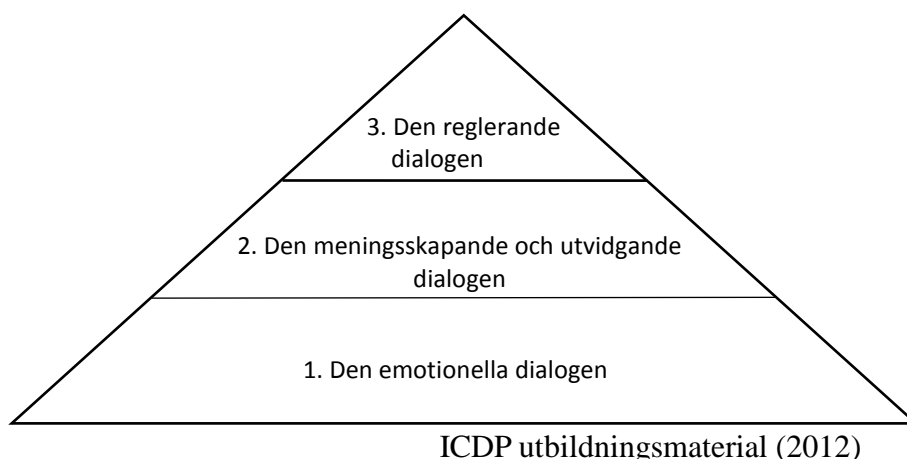 3. Den reglerande
dialogen
2. Den meningsskapande och utvidgande
dialogen
1. Den emotionella dialogen
ICDP utbildningsmaterial (2012)